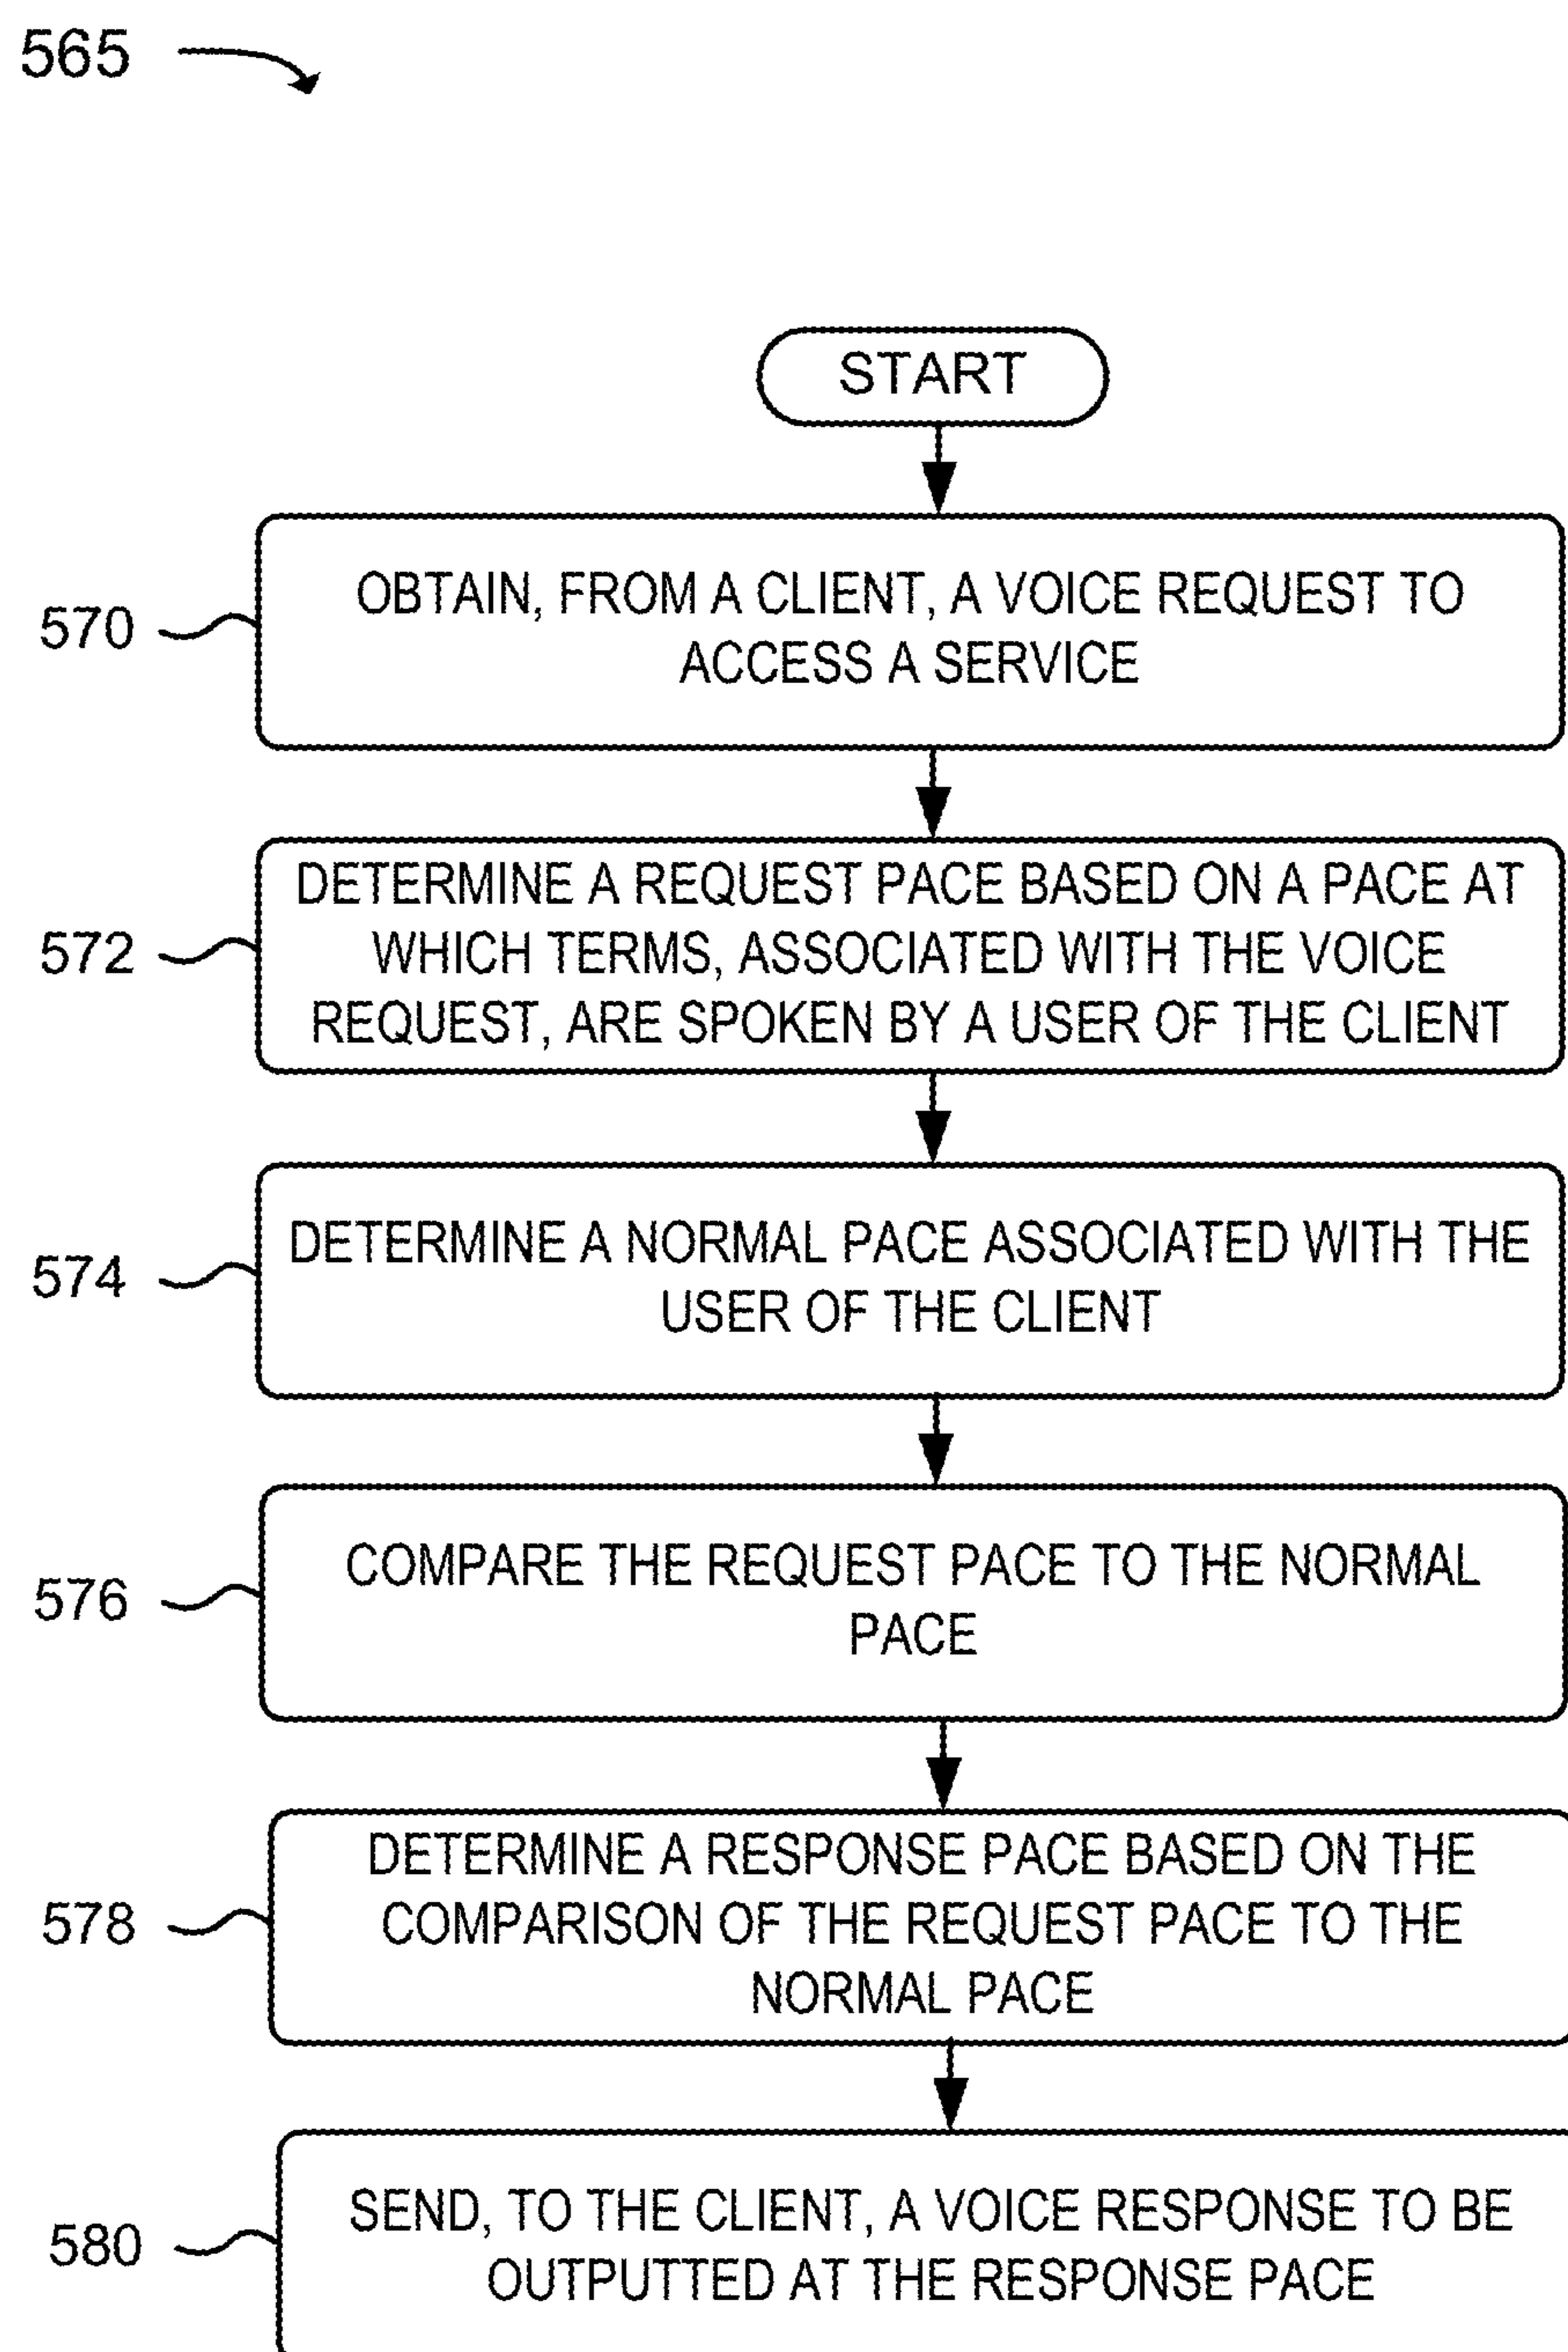 565
START
570
OBTAIN, FROM A CLIENT, A VOICE REQUEST TO
ACCESS A SERVICE
572
DETERMINE A REQUEST PACE BASED ON A PACE AT
WHICH TERMS, ASSOCIATED WITH THE VOICE
REQUEST, ARE SPOKEN BY A USER OF THE CLIENT
574
DETERMINE A NORMAL PACE ASSOCIATED WITH THE
USER OF THE CLIENT
576
COMPARE THE REQUEST PACE TO THE NORMAL
PACE
578
DETERMINE A RESPONSE PACE BASED ON THE
COMPARISON OF THE REQUEST PACE TO THE
NORMAL PACE
580
SEND, TO THE CLIENT, A VOICE RESPONSE TO BE
OUTPUTTED AT THE RESPONSE PACE